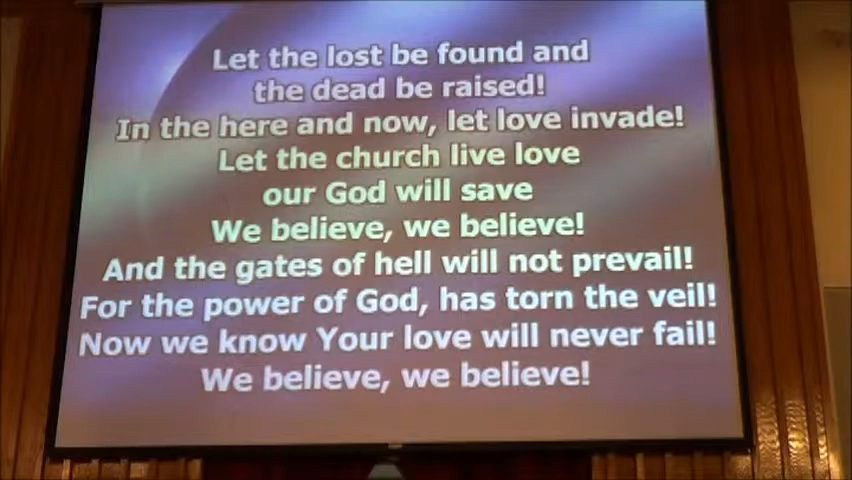 Let the lost be found and
the dead be raised!
In the here and now, let love invade!
Let the church live love
our God will save
We believe, we believe!
And the gates of hell will not prevail!
For the power of God, has torn the veil!
Now we know Your love will never fail!
We believe, we believe!